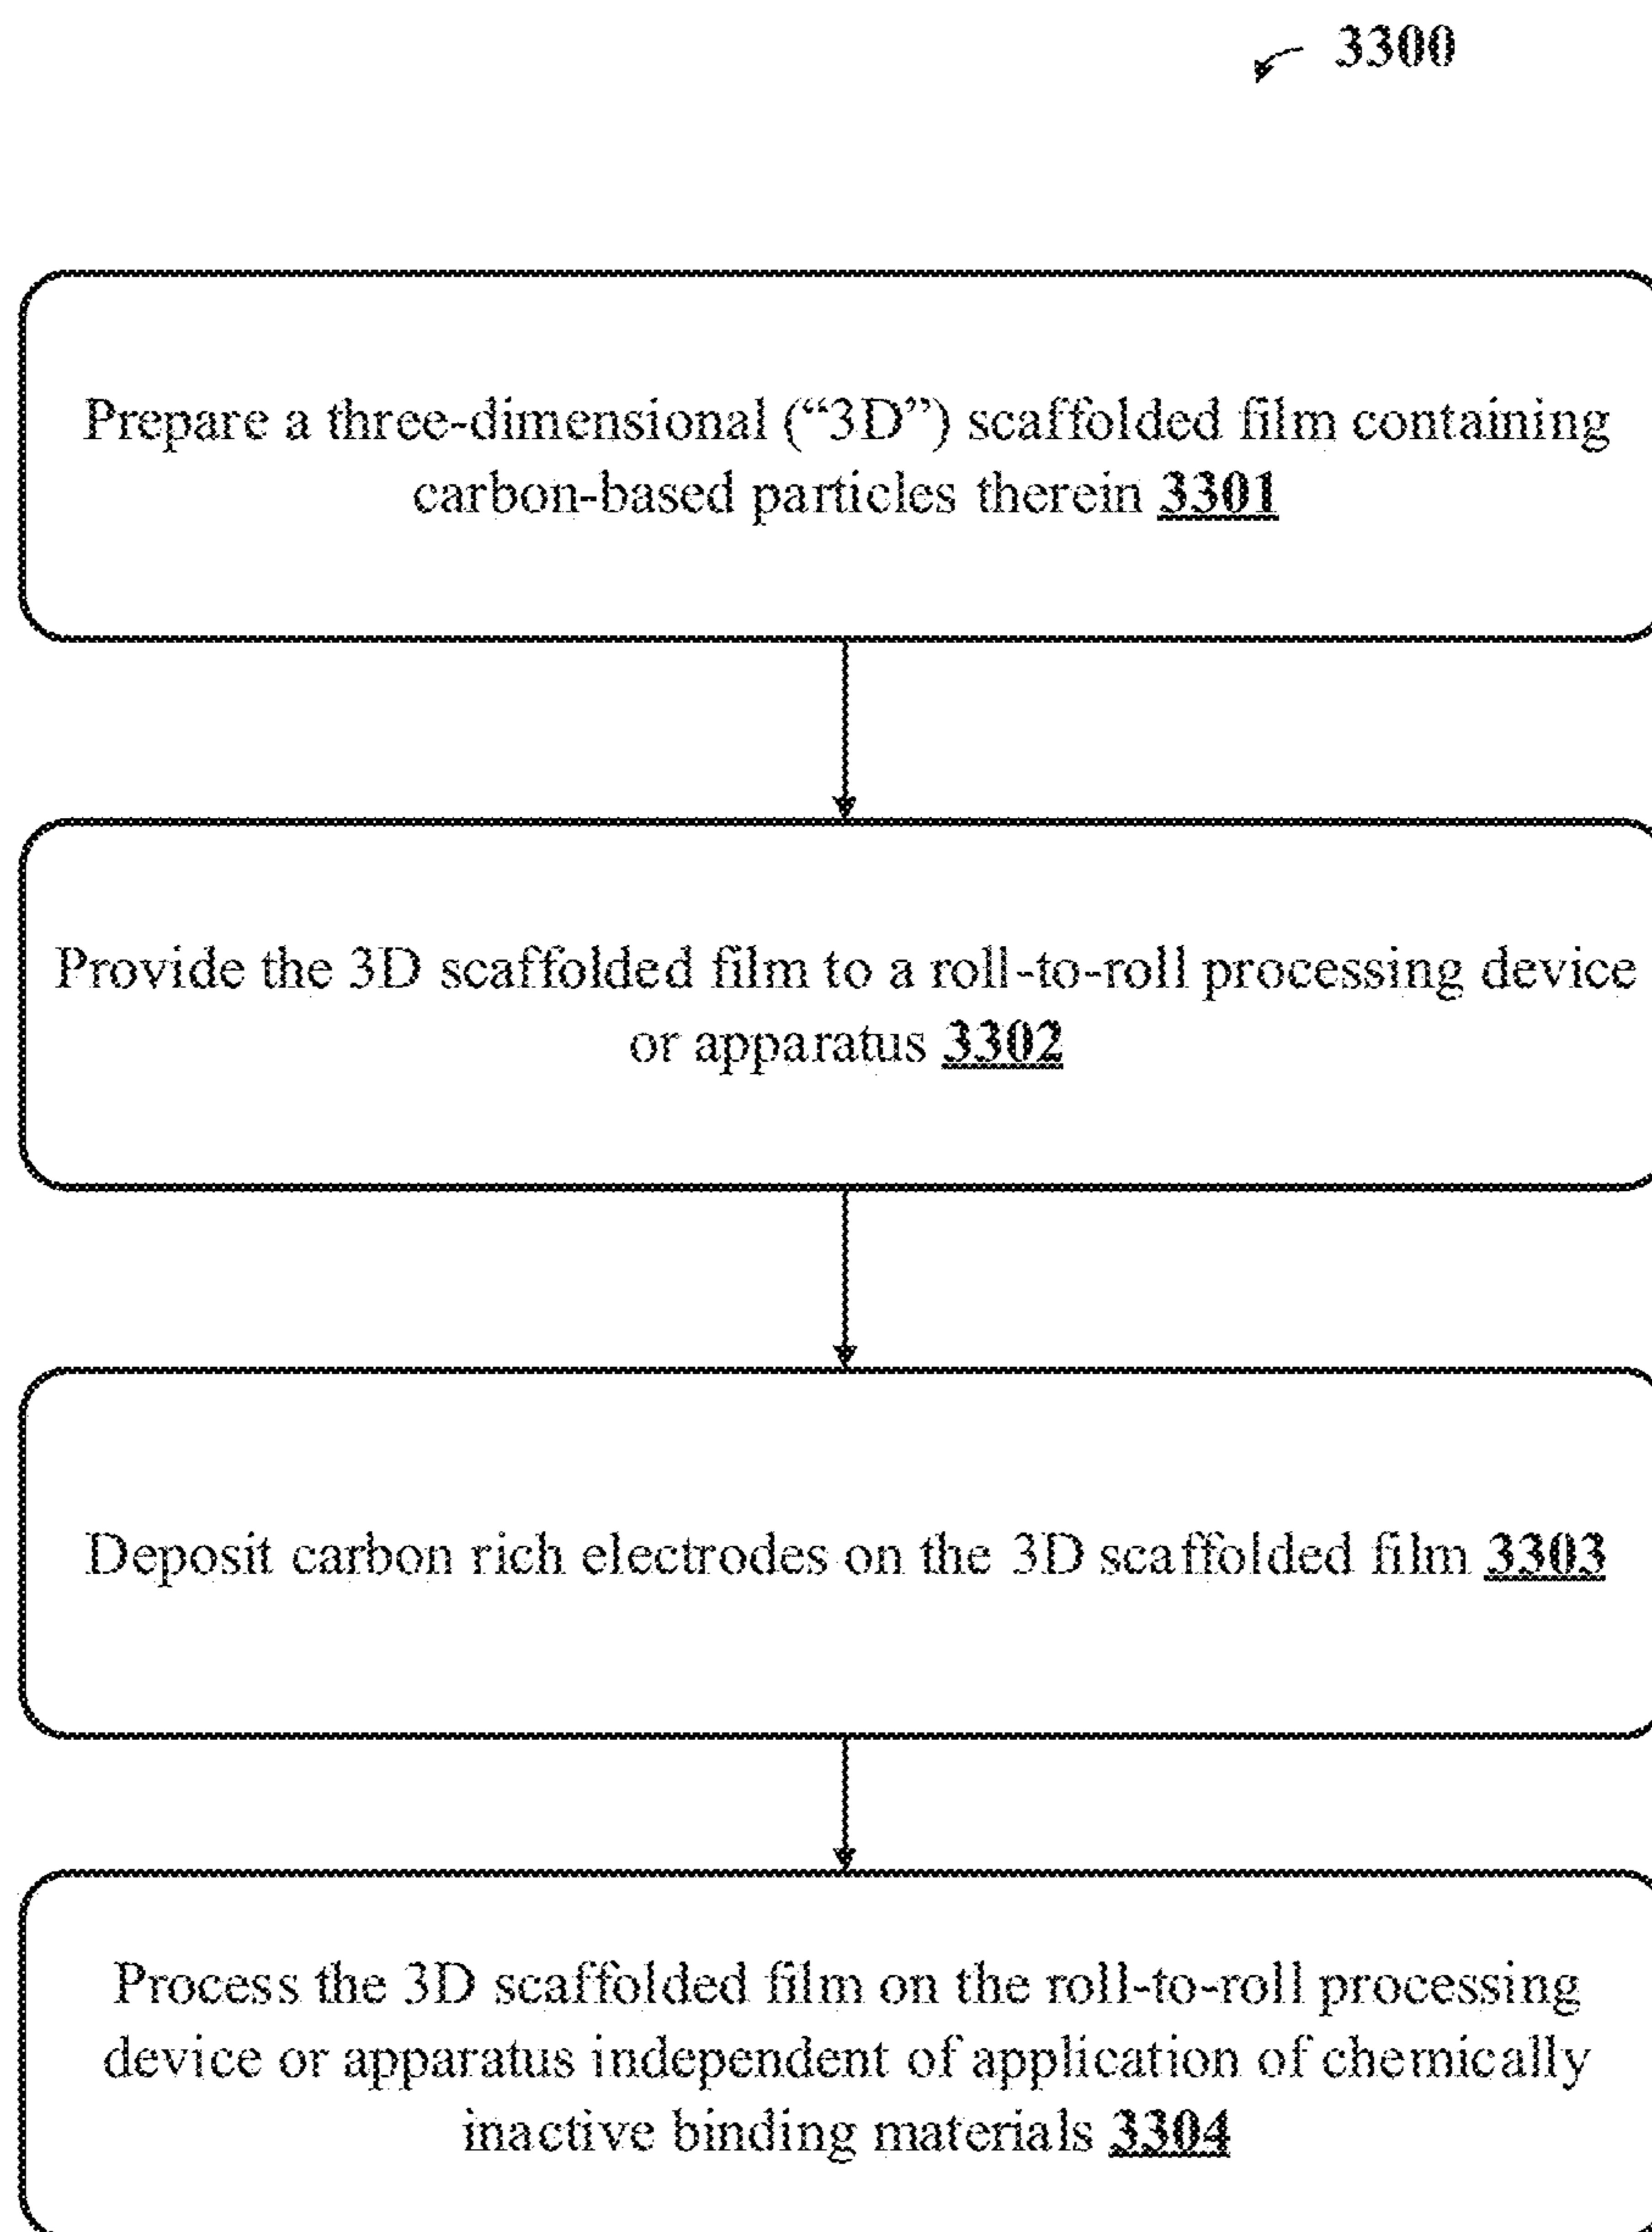 3300
Prepare a three-dimensional (“3D”) scaffolded film containing
carbon-based particles therein 3301
Provide the 3D scaffolded film to a roll-to-roll processing device
or apparatus 3302
Deposit carbon rich electrodes on the 3D scaffolded film 3303
Process the 3D scaffolded film on the roll-to-roll processing
device or apparatus independent of application of chemically
inactive binding materials 3304